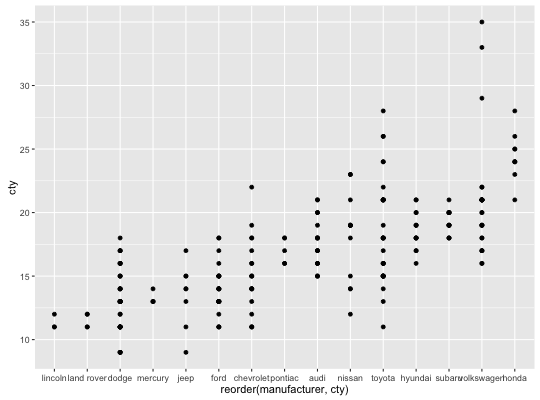 35
30
25
20
15
10
cty
lincoln land rover dodge mercury jeep ford chevrolet pontiac audi nissan toyota hyundai subaru volkswagen honda
reorder(manufacturer, cty)